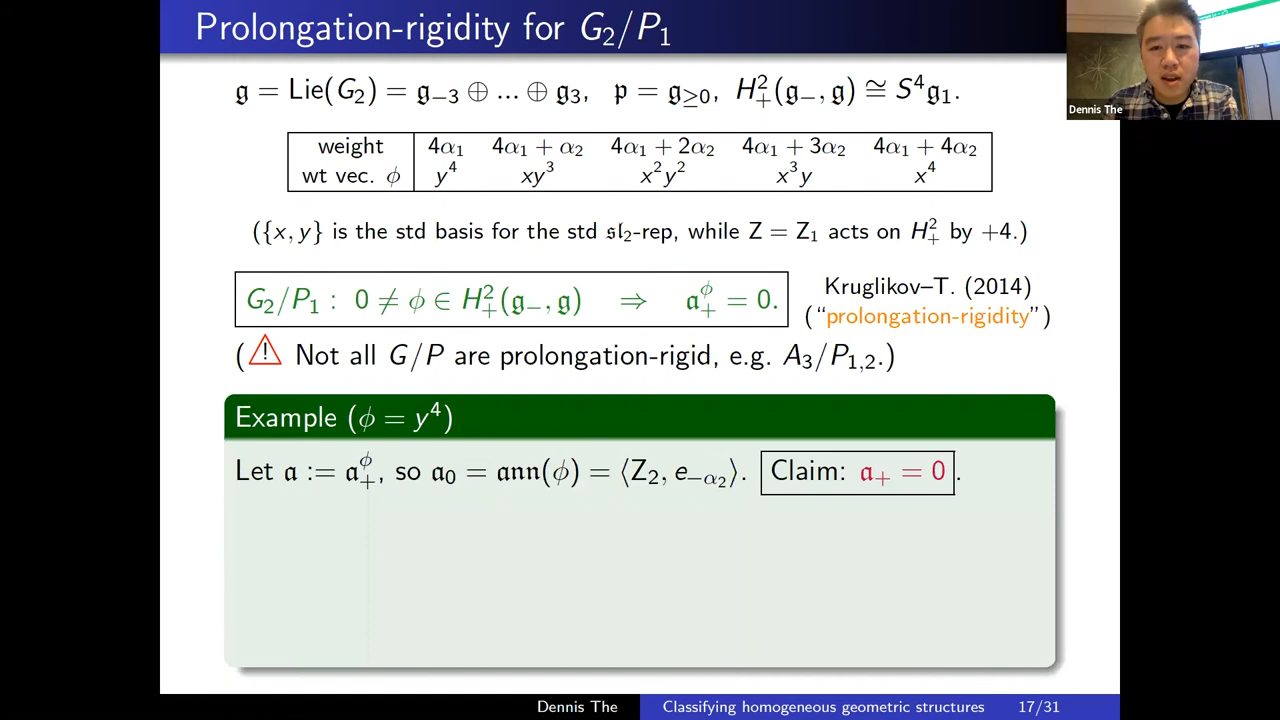 Prolongation-rigidity for G₂/P₁
𝔤 = Lie(G₂) = 𝔤₋₃ ⊕ ... ⊕ 𝔤₃, 𝔭 = 𝔤≥₀, H²₊(𝔤₋, 𝔤) ≅ S⁴𝔤₁.
weight 4α₁ 4α₁ + α₂ 4α₁ + 2α₂ 4α₁ + 3α₂ 4α₁ + 4α₂
wt vec. ϕ y⁴ xy³ x²y² x³y x⁴
({x, y} is the std basis for the std 𝔰𝔩₂-rep, while Z = Z₁ acts on H²₊ by +4.)
G₂/P₁ : 0 ≠ ϕ ∈ H²₊(𝔤₋, 𝔤) ⇒ 𝔞^ϕ₊ = 0.
Kruglikov–T. (2014)
("prolongation-rigidity")
(⚠ Not all G/P are prolongation-rigid, e.g. A₃/P₁,₂.)
Example (ϕ = y⁴)
Let 𝔞 := 𝔞^ϕ₊, so 𝔞₀ = 𝔞𝔫𝔫(ϕ) = ⟨Z₂, e₋α₂⟩. Claim: 𝔞₊ = 0.
Dennis The
Dennis The Classifying homogeneous geometric structures 17/31